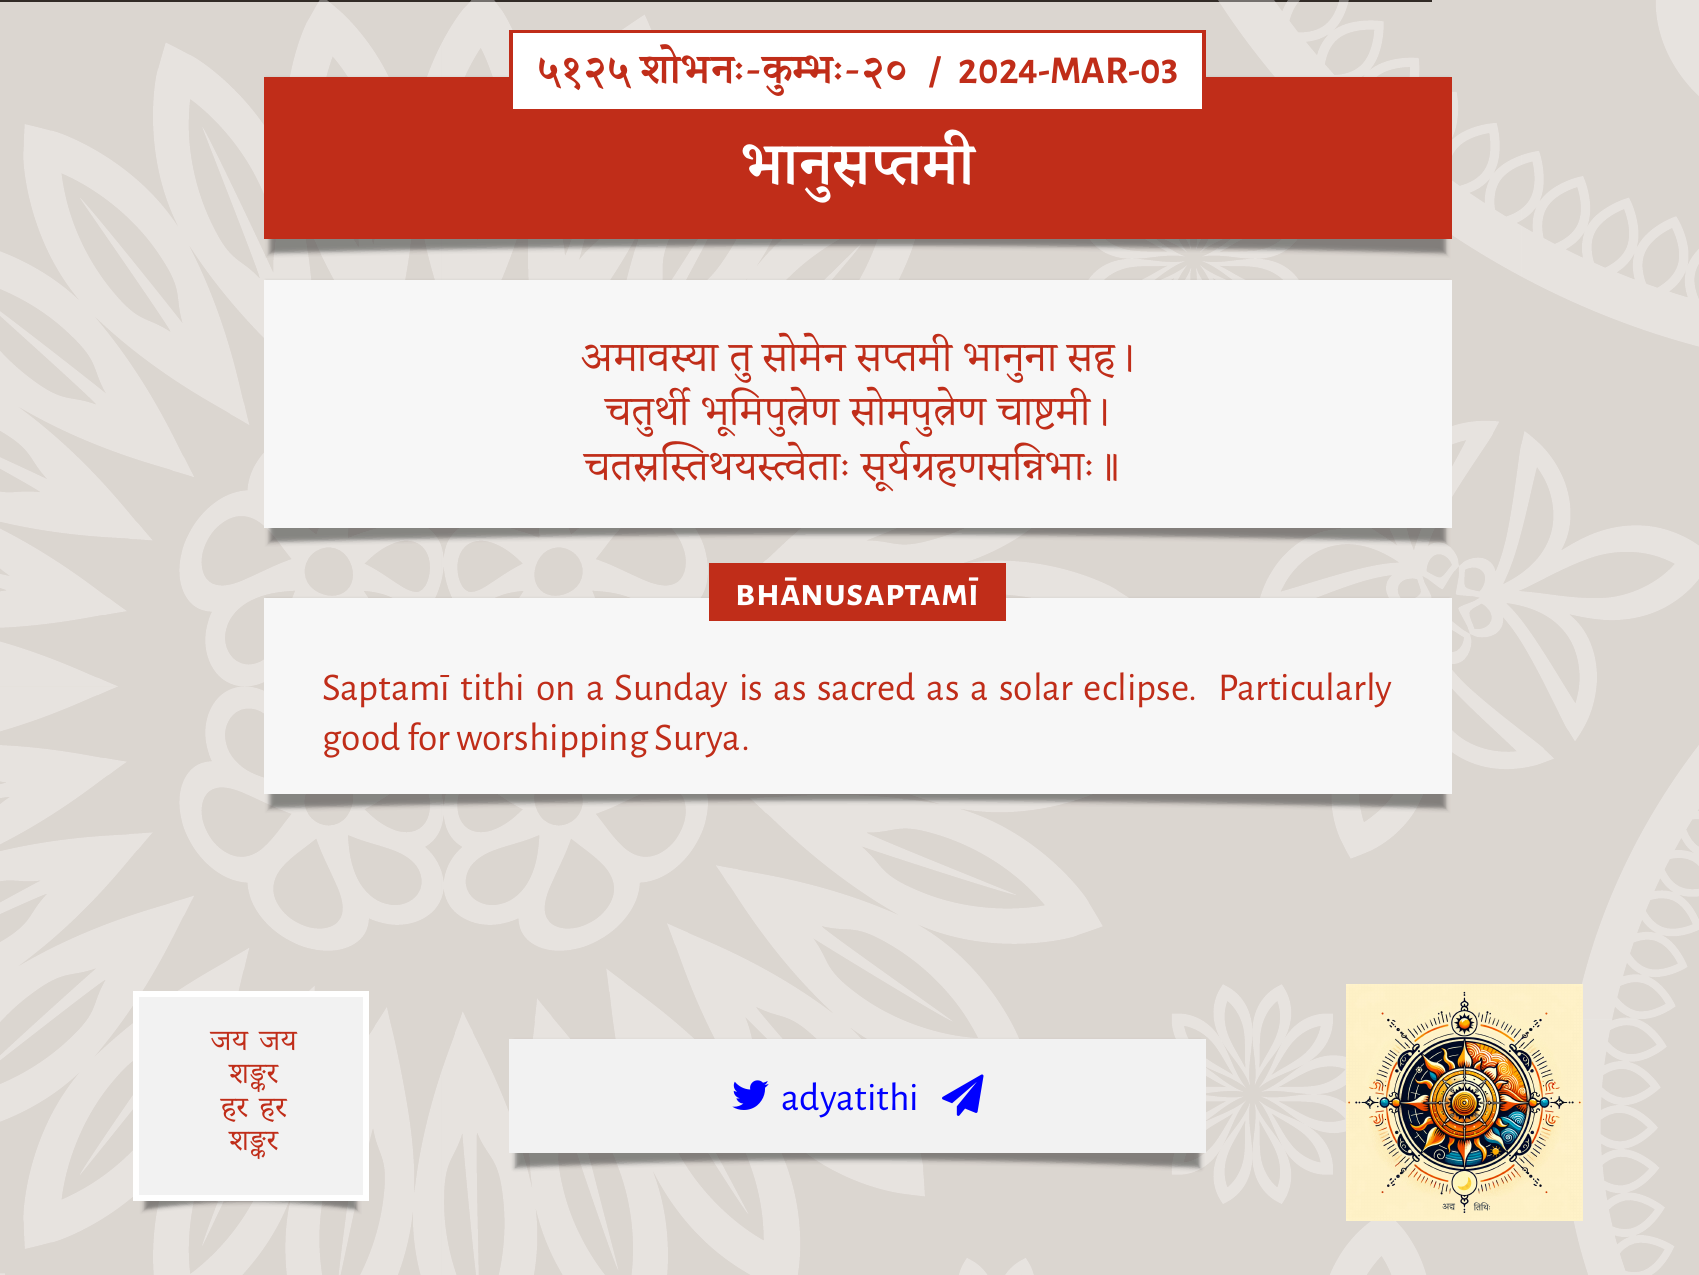 ५१२५ शोभनः-कुम्भः-२० / 2024-MAR-03
भानुसप्तमी
अमावस्या तु सोमेन सप्तमी भानुना सह।
चतुर्थी भूमिपुत्रेण सोमपुत्रेण चाष्टमी।
चतस्रस्तिथयस्त्वेताः सूर्यग्रहणसन्निभाः॥
BHĀNUSAPTAMĪ
Saptamī tithi on a Sunday is as sacred as a solar eclipse. Particularly
good for worshipping Surya.
जय जय
शङ्कर
हर हर
शङ्कर
adyatithi
अद्य तिथिः